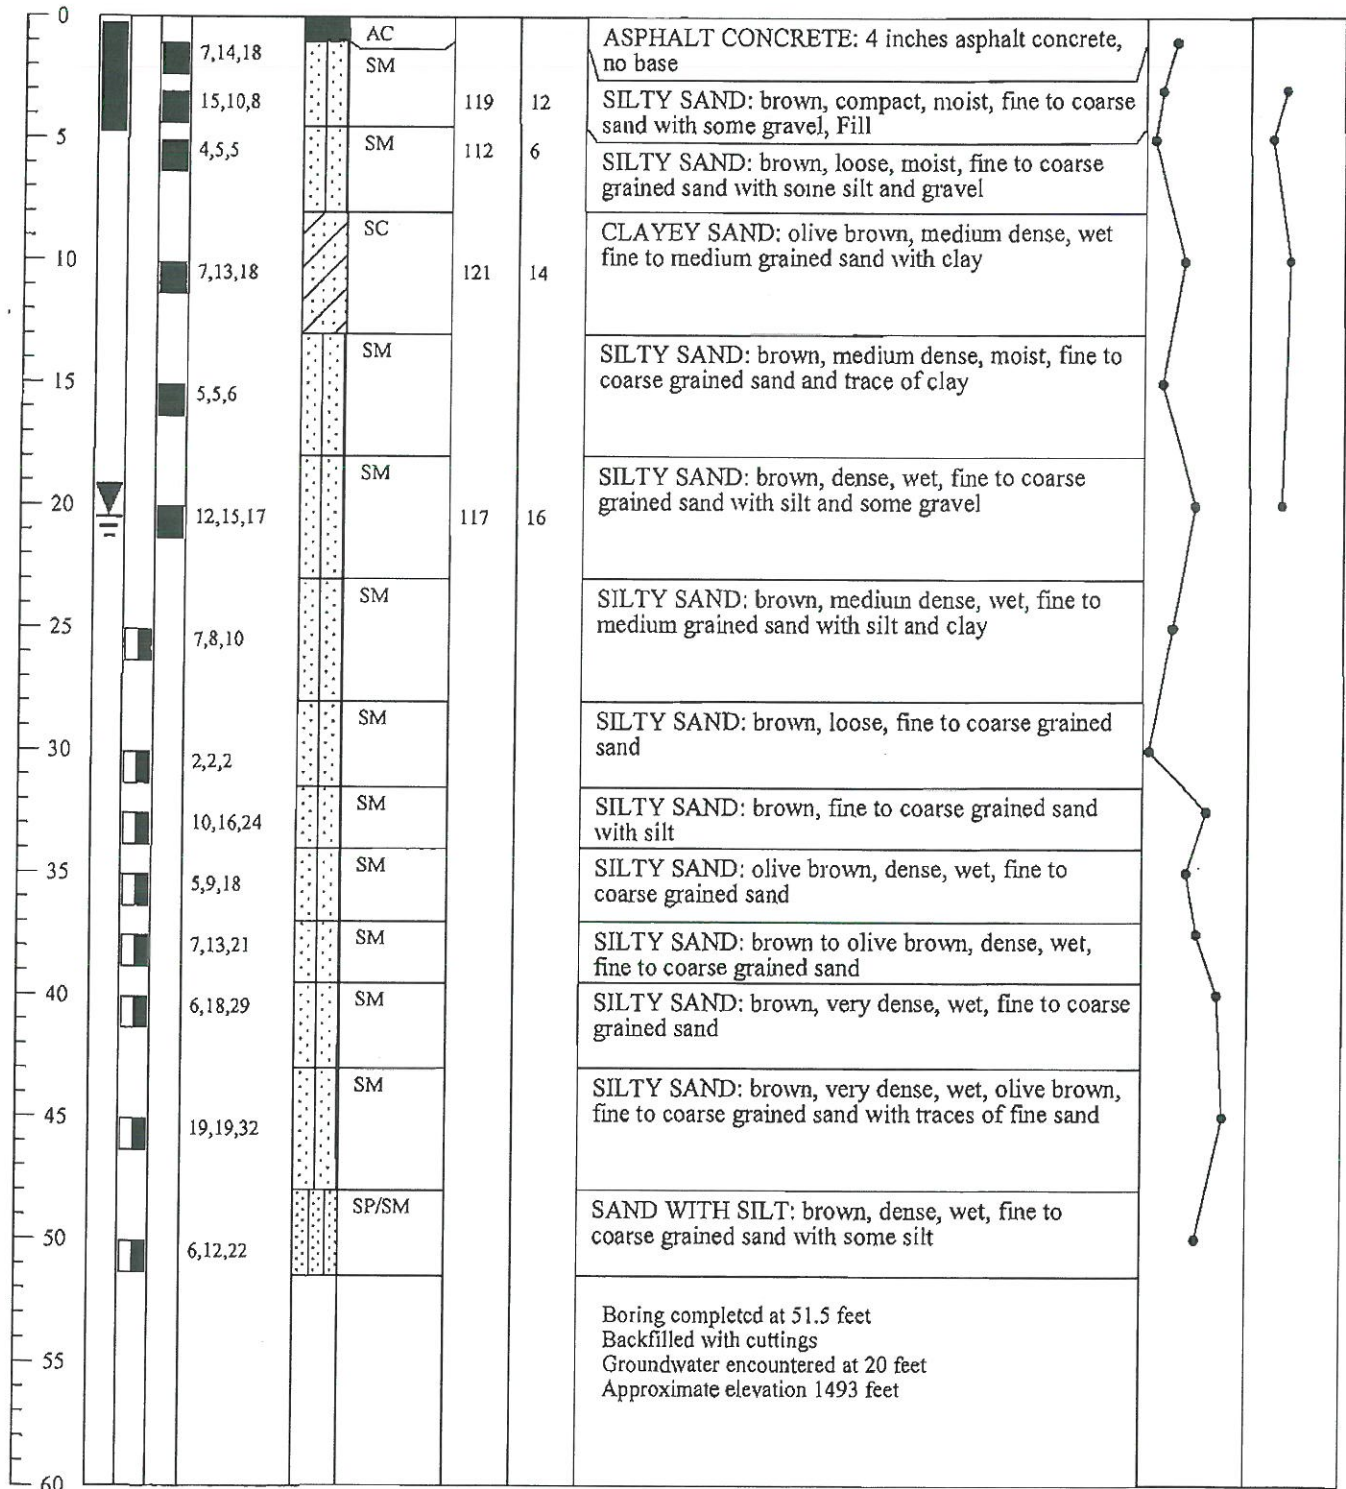 0
AC
ASPHALT CONCRETE: 4 inches asphalt concrete,
no base
7,14,18
SM
15,10,8
119
12
SILTY SAND: brown, compact, moist, fine to coarse
sand with some gravel, Fill
5
4,5,5
SM
112
6
SILTY SAND: brown, loose, moist, fine to coarse
grained sand with some silt and gravel
SC
CLAYEY SAND: olive brown, medium dense, wet
fine to medium grained sand with clay
10
7,13,18
121
14
SM
SILTY SAND: brown, medium dense, moist, fine to
coarse grained sand and trace of clay
15
5,5,6
SM
SILTY SAND: brown, dense, wet, fine to coarse
grained sand with silt and some gravel
20
12,15,17
117
16
SM
SILTY SAND: brown, medium dense, wet, fine to
medium grained sand with silt and clay
25
7,8,10
SM
SILTY SAND: brown, loose, fine to coarse grained
sand
30
2,2,2
SM
SILTY SAND: brown, fine to coarse grained sand
with silt
10,16,24
SM
SILTY SAND: olive brown, dense, wet, fine to
coarse grained sand
35
5,9,18
SM
SILTY SAND: brown to olive brown, dense, wet,
fine to coarse grained sand
7,13,21
40
6,18,29
SM
SILTY SAND: brown, very dense, wet, fine to coarse
grained sand
SM
SILTY SAND: brown, very dense, wet, olive brown,
fine to coarse grained sand with traces of fine sand
45
19,19,32
SP/SM
SAND WITH SILT: brown, dense, wet, fine to
coarse grained sand with some silt
50
6,12,22
Boring completed at 51.5 feet
Backfilled with cuttings
Groundwater encountered at 20 feet
Approximate elevation 1493 feet
55
60